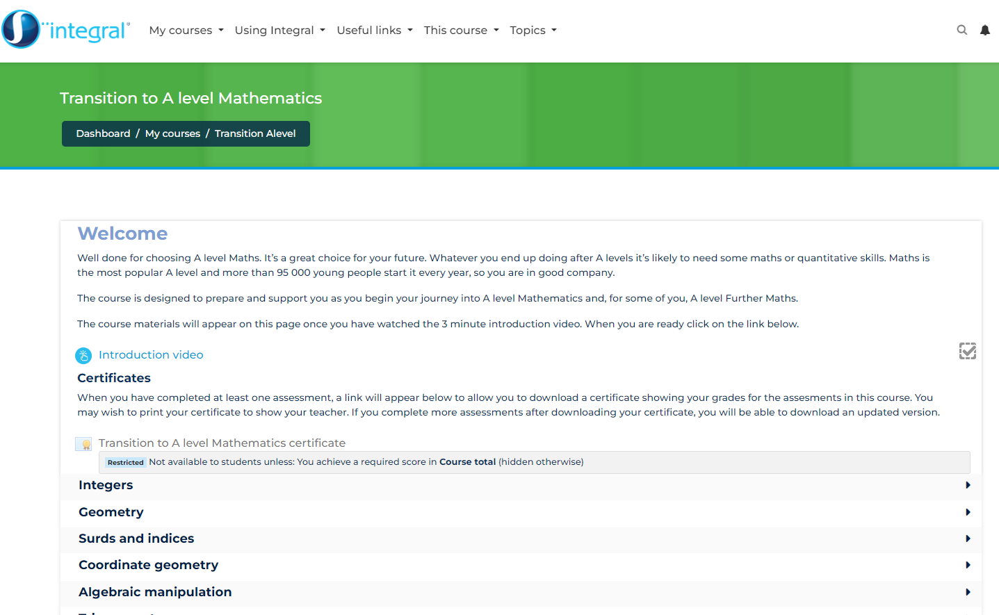 integral®
My courses Using Integral Useful links This course Topics
Transition to A level Mathematics
Dashboard / My courses / Transition Alevel
Welcome
Well done for choosing A level Maths. It's a great choice for your future. Whatever you end up doing after A levels it's likely to need some maths or quantitative skills. Maths is
the most popular A level and more than 95 000 young people start it every year, so you are in good company.
The course is designed to prepare and support you as you begin your journey into A level Mathematics and, for some of you, A level Further Maths.
The course materials will appear on this page once you have watched the 3 minute introduction video. When you are ready click on the link below.
Introduction video
Certificates
When you have completed at least one assessment, a link will appear below to allow you to download a certificate showing your grades for the assesments in this course. You
may wish to print your certificate to show your teacher. If you complete more assessments after downloading your certificate, you will be able to download an updated version.
Transition to A level Mathematics certificate
Restricted Not available to students unless: You achieve a required score in Course total (hidden otherwise)
Integers
Geometry
Surds and indices
Coordinate geometry
Algebraic manipulation